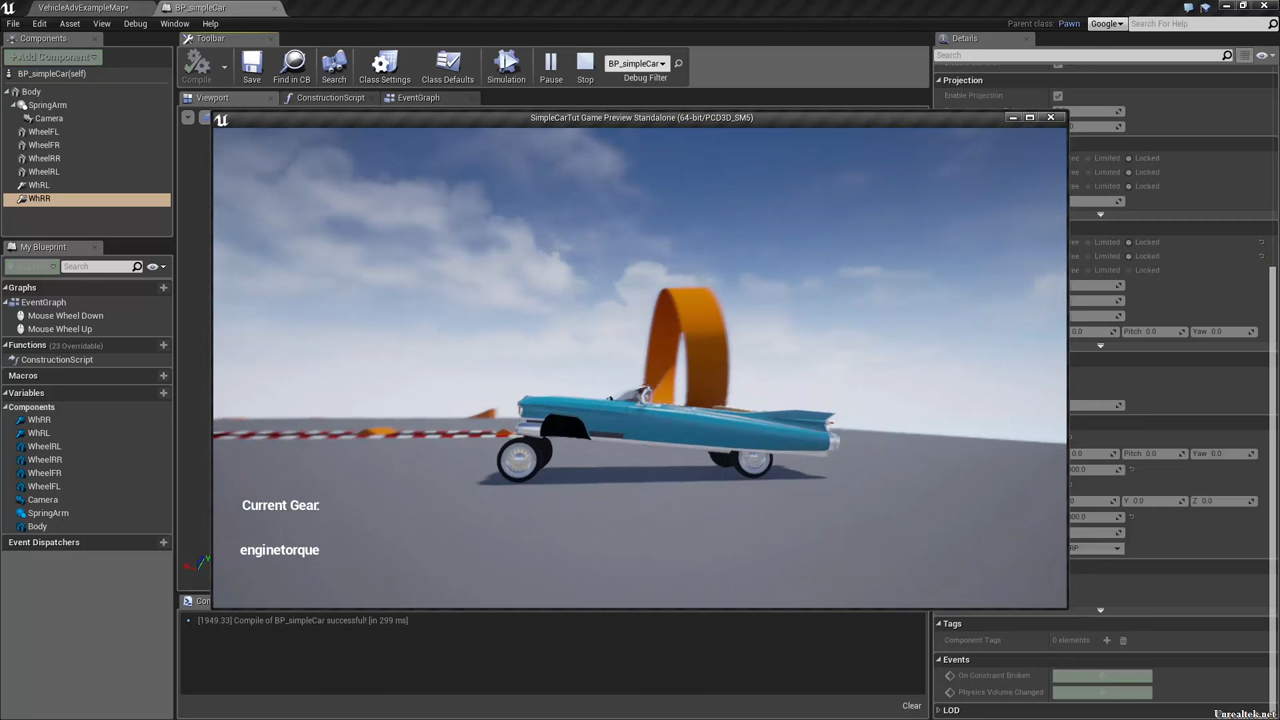 VehicleAdvExampleMap*
BP_simpleCar
File Edit Asset View Debug Window Help
Parent class: Pawn Google Search For Help
Components
Toolbar
Details
+Add Component
BP_simpleCar(self)
Compile Save Find in CB Search Class Settings Class Defaults Simulation Pause Stop
BP_simpleCar
Debug Filter
Search
Body
SpringArm
Camera
WheelFL
WheelFR
WheelRR
WheelRL
WhRL
WhRR
Viewport ConstructionScript EventGraph
SimpleCarTut Game Preview Standalone (64-bit/PCD3D_SM5)
Projection
Enable Projection
Limited Locked
Limited Locked
Limited Locked
Limited Locked
Limited Locked
Limited Locked
0.0 Pitch 0.0 Yaw 0.0
Pitch 0.0 Yaw 0.0
Y 0.0 Z 0.0
My Blueprint
Search
Graphs
EventGraph
Mouse Wheel Down
Mouse Wheel Up
Functions (23 Overridable)
ConstructionScript
Macros
Variables
Components
WhRR
WhRL
WheelRL
WheelRR
WheelFR
WheelFL
Camera
SpringArm
Body
Event Dispatchers
Current Gear:
enginetorque
[1949.33] Compile of BP_simpleCar successful! [in 299 ms]
Clear
Tags
Component Tags 0 elements
Events
On Constraint Broken
Physics Volume Changed
LOD
Unrealtek.net